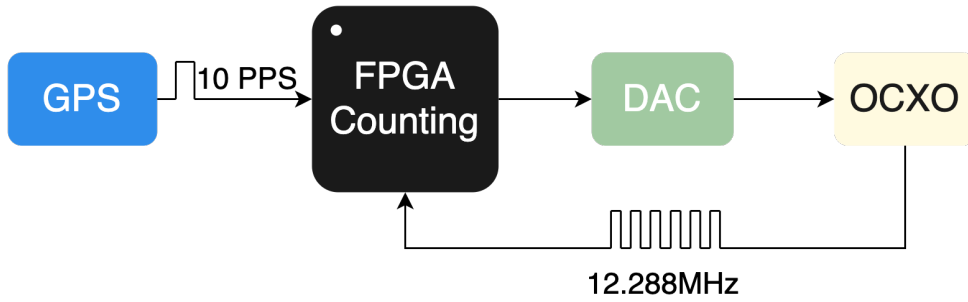 GPS
10 PPS
FPGA
Counting
DAC
OCXO
12.288MHz